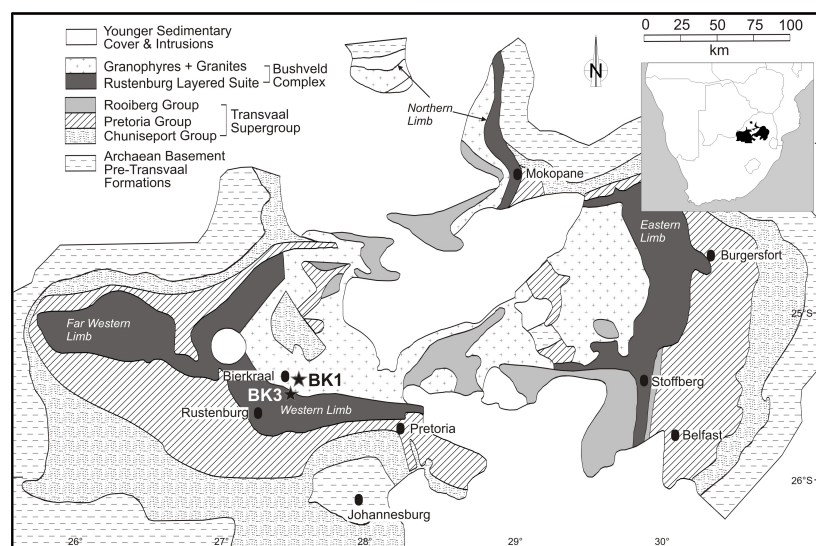 Younger Sedimentary
Cover & Intrusions
Granophyres + Granites
Rustenburg Layered Suite
Bushveld
Complex
Rooiberg Group
Pretoria Group
Chuniseport Group
Transvaal
Supergroup
Archaean Basement
Pre-Transvaal
Formations
0 25 50 75 100
km
N
Northern
Limb
Mokopane
Eastern
Limb
Burgersfort
25°S
Far Western
Limb
Bierkraal
BK1
BK3
Western Limb
Rustenburg
Stoffberg
Pretoria
Belfast
26°S
Johannesburg
26° 27° 28° 29° 30°